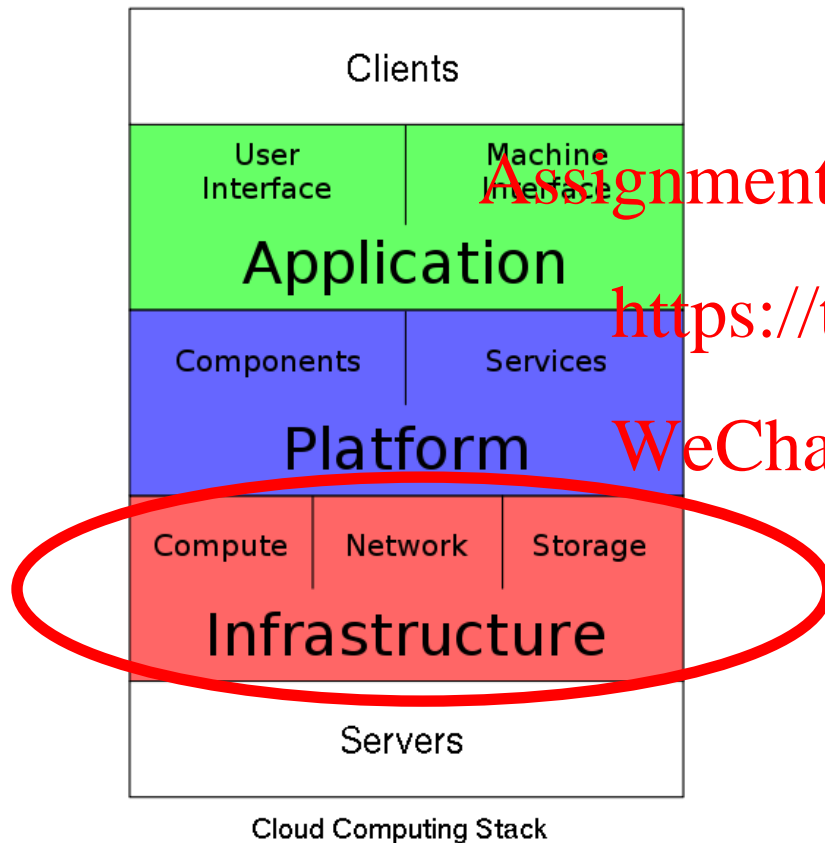 Clients
User Machine
Interface Interface
Assignment
Application
https://t
Components Services
Platform
WeCha
Compute Network Storage
Infrastructure
Servers
Cloud Computing Stack